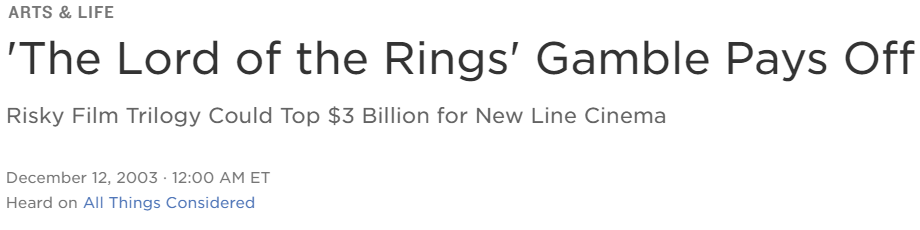 ARTS & LIFE
'The Lord of the Rings' Gamble Pays Off
Risky Film Trilogy Could Top $3 Billion for New Line Cinema
December 12, 2003 · 12:00 AM ET
Heard on All Things Considered